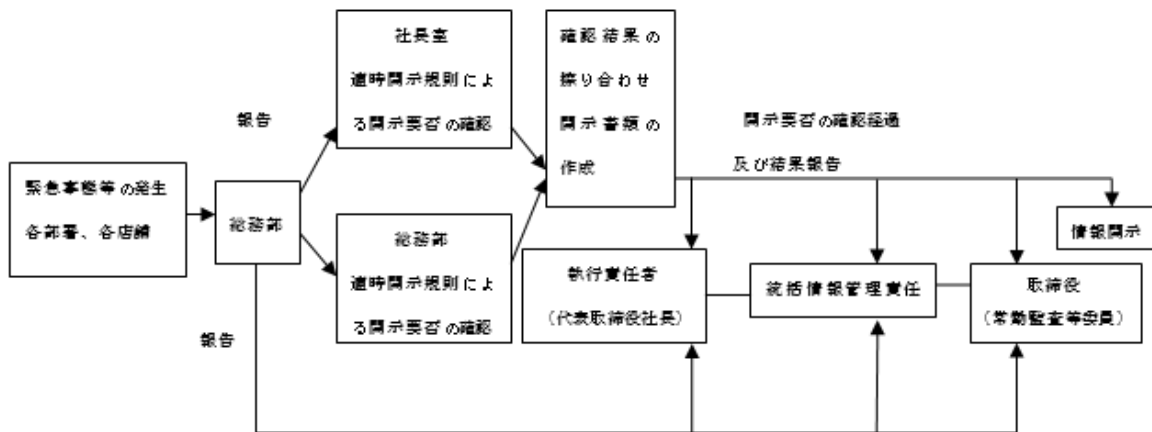 緊急事態等の発生
各部署、各店舗
総務部
報告
報告
社長室
適時開示規則によ
る開示要否の確認
総務部
適時開示規則によ
る開示要否の確認
確認結果の
擦り合わせ
開示書類の
作成
開示要否の確認経過
及び結果報告
執行責任者
（代表取締役社長）
統括情報管理責任
取締役
（常勤監査等委員）
情報開示